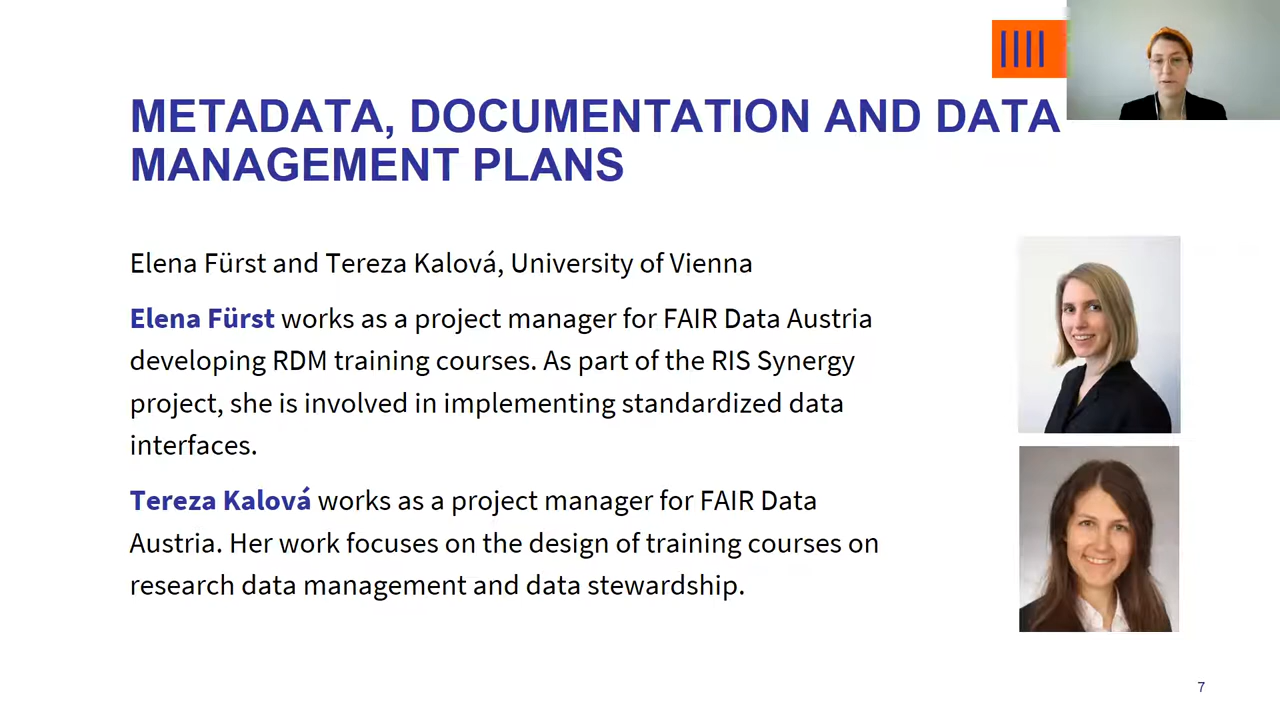 METADATA, DOCUMENTATION AND DATA
MANAGEMENT PLANS
Elena Fürst and Tereza Kalová, University of Vienna
Elena Fürst works as a project manager for FAIR Data Austria
developing RDM training courses. As part of the RIS Synergy
project, she is involved in implementing standardized data
interfaces.
Tereza Kalová works as a project manager for FAIR Data
Austria. Her work focuses on the design of training courses on
research data management and data stewardship.
7